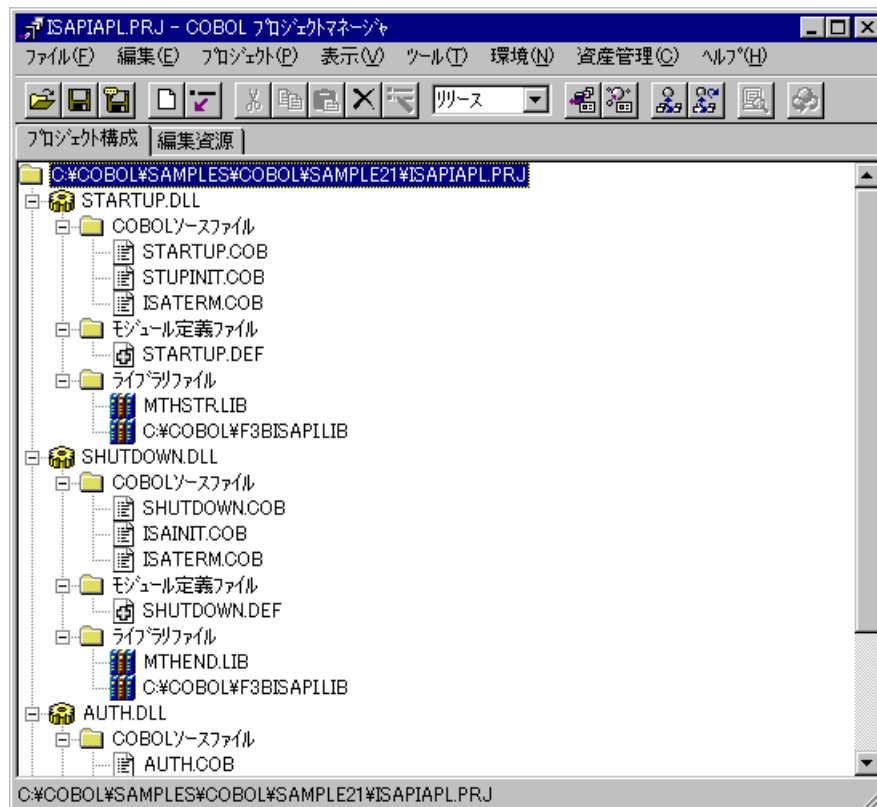 ISAPIAPL.PRJ - COBOL ﾌﾟﾛｼﾞｪｸﾄﾏﾈｰｼﾞｬ
ﾌｧｲﾙ(F) 編集(E) ﾌﾟﾛｼﾞｪｸﾄ(P) 表示(V) ﾂｰﾙ(T) 環境(N) 資産管理(C) ﾍﾙﾌﾟ(H)
ﾘﾘｰｽ
ﾌﾟﾛｼﾞｪｸﾄ構成 編集資源
C:¥COBOL¥SAMPLES¥COBOL¥SAMPLE21¥ISAPIAPL.PRJ
STARTUP.DLL
COBOLｿｰｽﾌｧｲﾙ
STARTUP.COB
STUPINIT.COB
ISATERM.COB
ﾓｼﾞｭｰﾙ定義ﾌｧｲﾙ
STARTUP.DEF
ﾗｲﾌﾞﾗﾘﾌｧｲﾙ
MTHSTR.LIB
C:¥COBOL¥F3BISAPI.LIB
SHUTDOWN.DLL
COBOLｿｰｽﾌｧｲﾙ
SHUTDOWN.COB
ISAINIT.COB
ISATERM.COB
ﾓｼﾞｭｰﾙ定義ﾌｧｲﾙ
SHUTDOWN.DEF
ﾗｲﾌﾞﾗﾘﾌｧｲﾙ
MTHEND.LIB
C:¥COBOL¥F3BISAPI.LIB
AUTH.DLL
COBOLｿｰｽﾌｧｲﾙ
AUTH.COB
C:¥COBOL¥SAMPLES¥COBOL¥SAMPLE21¥ISAPIAPL.PRJ